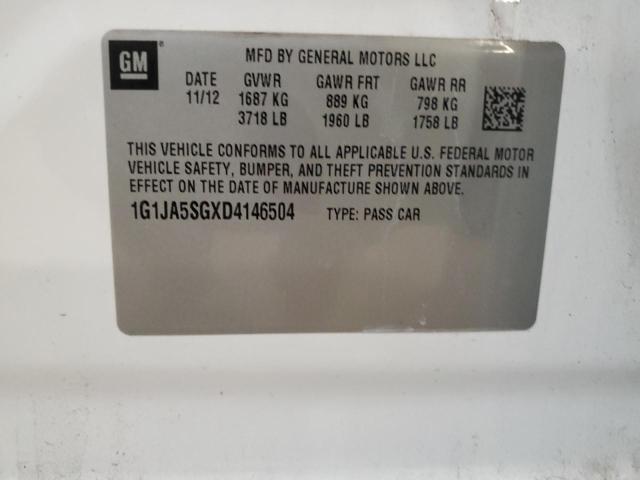 GM ®
MFD BY GENERAL MOTORS LLC
DATE GVWR GAWR FRT GAWR RR
11/12 1687 KG 889 KG 798 KG
3718 LB 1960 LB 1758 LB
THIS VEHICLE CONFORMS TO ALL APPLICABLE U.S. FEDERAL MOTOR
VEHICLE SAFETY, BUMPER, AND THEFT PREVENTION STANDARDS IN
EFFECT ON THE DATE OF MANUFACTURE SHOWN ABOVE.
1G1JA5SGXD4146504 TYPE: PASS CAR